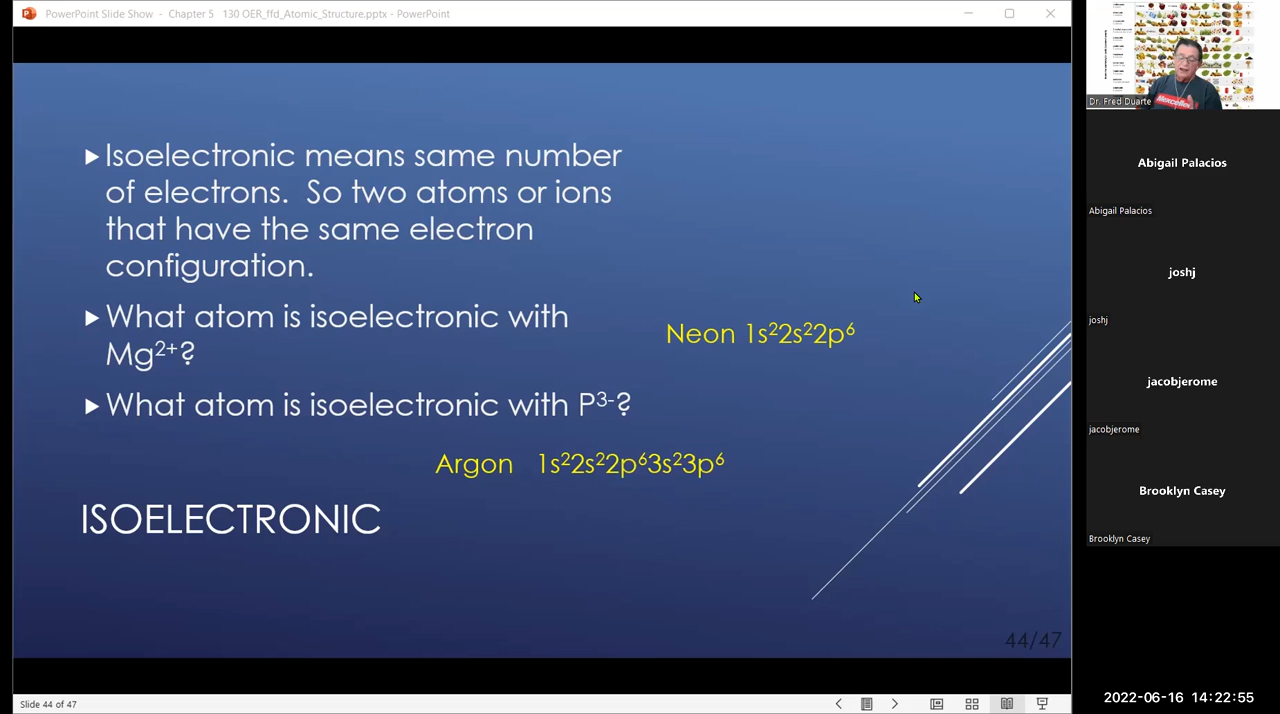 PowerPoint Slide Show - Chapter 5 130 OER_ffd_Atomic_Structure.pptx - PowerPoint
▶Isoelectronic means same number
of electrons. So two atoms or ions
that have the same electron
configuration.
▶What atom is isoelectronic with
Mg²⁺?
Neon 1s²2s²2p⁶
▶What atom is isoelectronic with P³⁻?
Argon 1s²2s²2p⁶3s²3p⁶
ISOELECTRONIC
44/47
Slide 44 of 47
Dr. Fred Duarte
Abigail Palacios
Abigail Palacios
joshj
joshj
jacobjerome
jacobjerome
Brooklyn Casey
Brooklyn Casey
2022-06-16 14:22:55